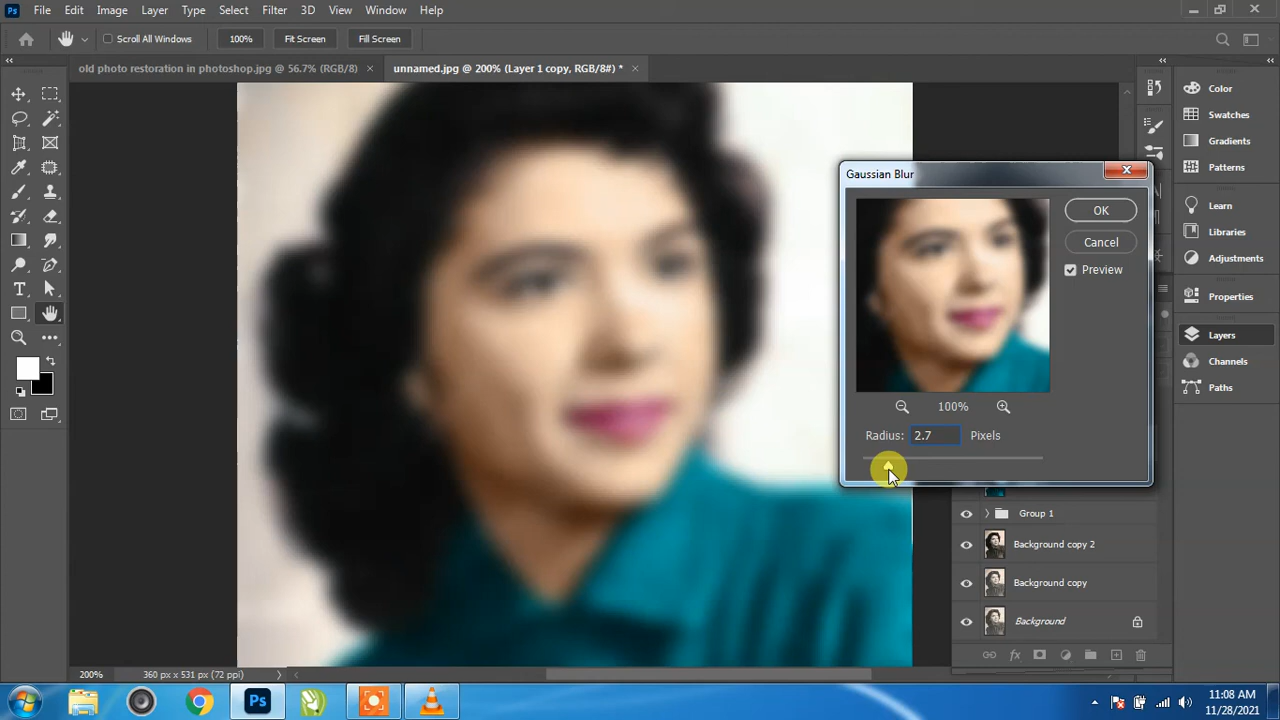 Ps File Edit Image Layer Type Select Filter 3D View Window Help
Scroll All Windows 100% Fit Screen Fill Screen
old photo restoration in photoshop.jpg @ 56.7% (RGB/8) × unnamed.jpg @ 200% (Layer 1 copy, RGB/8#) * ×
Color
Swatches
Gradients
Patterns
Learn
Libraries
Adjustments
Properties
Layers
Channels
Paths
Gaussian Blur
OK
Cancel
Preview
100%
Radius: 2.7 Pixels
Group 1
Background copy 2
Background copy
Background
fx
200% 360 px x 531 px (72 ppi)
Ps
11:08 AM
11/28/2021